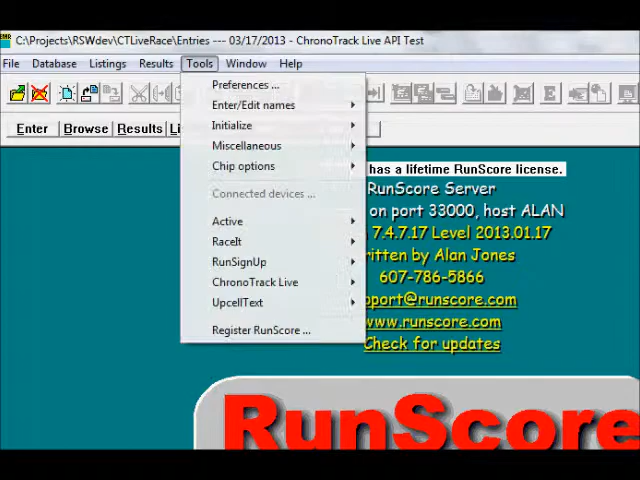 C:\Projects\RSWdev\CTLiveRace\Entries --- 03/17/2013 - ChronoTrack Live API Test
File Database Listings Results Tools Window Help
Preferences ...
Enter/Edit names
Initialize
Miscellaneous
Chip options
Connected devices ...
Active
RaceIt
RunSignUp
ChronoTrack Live
UpcellText
Register RunScore ...
Enter Browse Results Li
has a lifetime RunScore license.
RunScore Server
on port 33000, host ALAN
7.4.7.17 Level 2013.01.17
itten by Alan Jones
607-786-5866
pport@runscore.com
www.runscore.com
Check for updates
RunScore